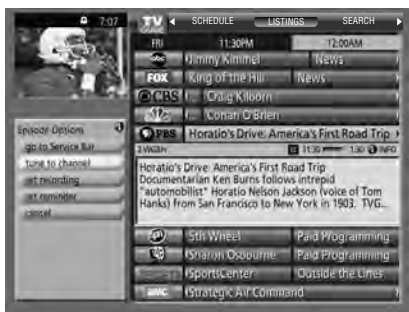 7:07
TV GUIDE
SCHEDULE LISTINGS SEARCH
FRI 11:30PM 12:00AM
abc Jimmy Kimmel News
FOX King of the Hill News
CBS Craig Kilborn
Conan O'Brien
PBS Horatio's Drive: America's First Road Trip
Episode Options
go to Service Bar
tune to channel
set recording
set reminder
cancel
11:30 1:30 INFO
Horatio's Drive: America's First Road Trip
Documentarian Ken Burns follows intrepid
"automobilist" Horatio Nelson Jackson (voice of Tom
Hanks) from San Francisco to New York in 1903. TVG...
5th Wheel Paid Programming
Sharon Osbourne Paid Programming
SportsCenter Outside the Lines
AMC Strategic Air Command